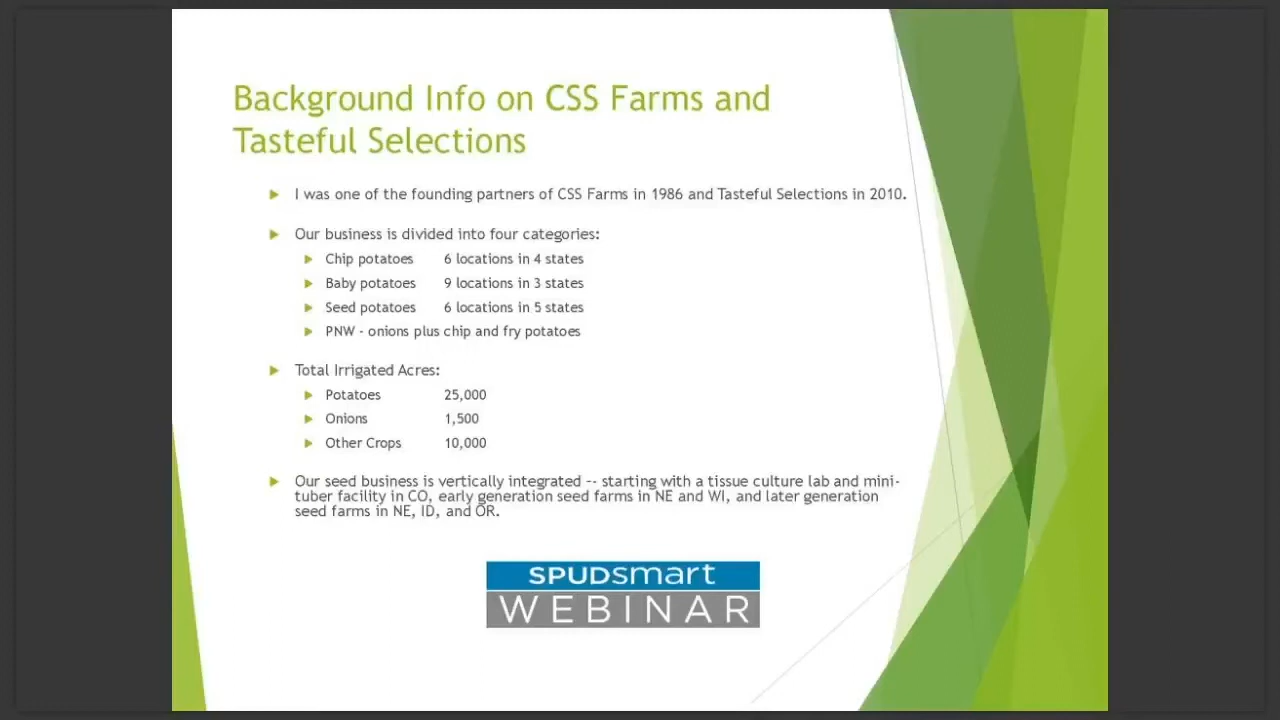 Background Info on CSS Farms and
Tasteful Selections
I was one of the founding partners of CSS Farms in 1986 and Tasteful Selections in 2010.
Our business is divided into four categories:
Chip potatoes 6 locations in 4 states
Baby potatoes 9 locations in 3 states
Seed potatoes 6 locations in 5 states
PNW - onions plus chip and fry potatoes
Total Irrigated Acres:
Potatoes 25,000
Onions 1,500
Other Crops 10,000
Our seed business is vertically integrated -- starting with a tissue culture lab and mini-
tuber facility in CO, early generation seed farms in NE and WI, and later generation
seed farms in NE, ID, and OR.
SPUDsmart
WEBINAR